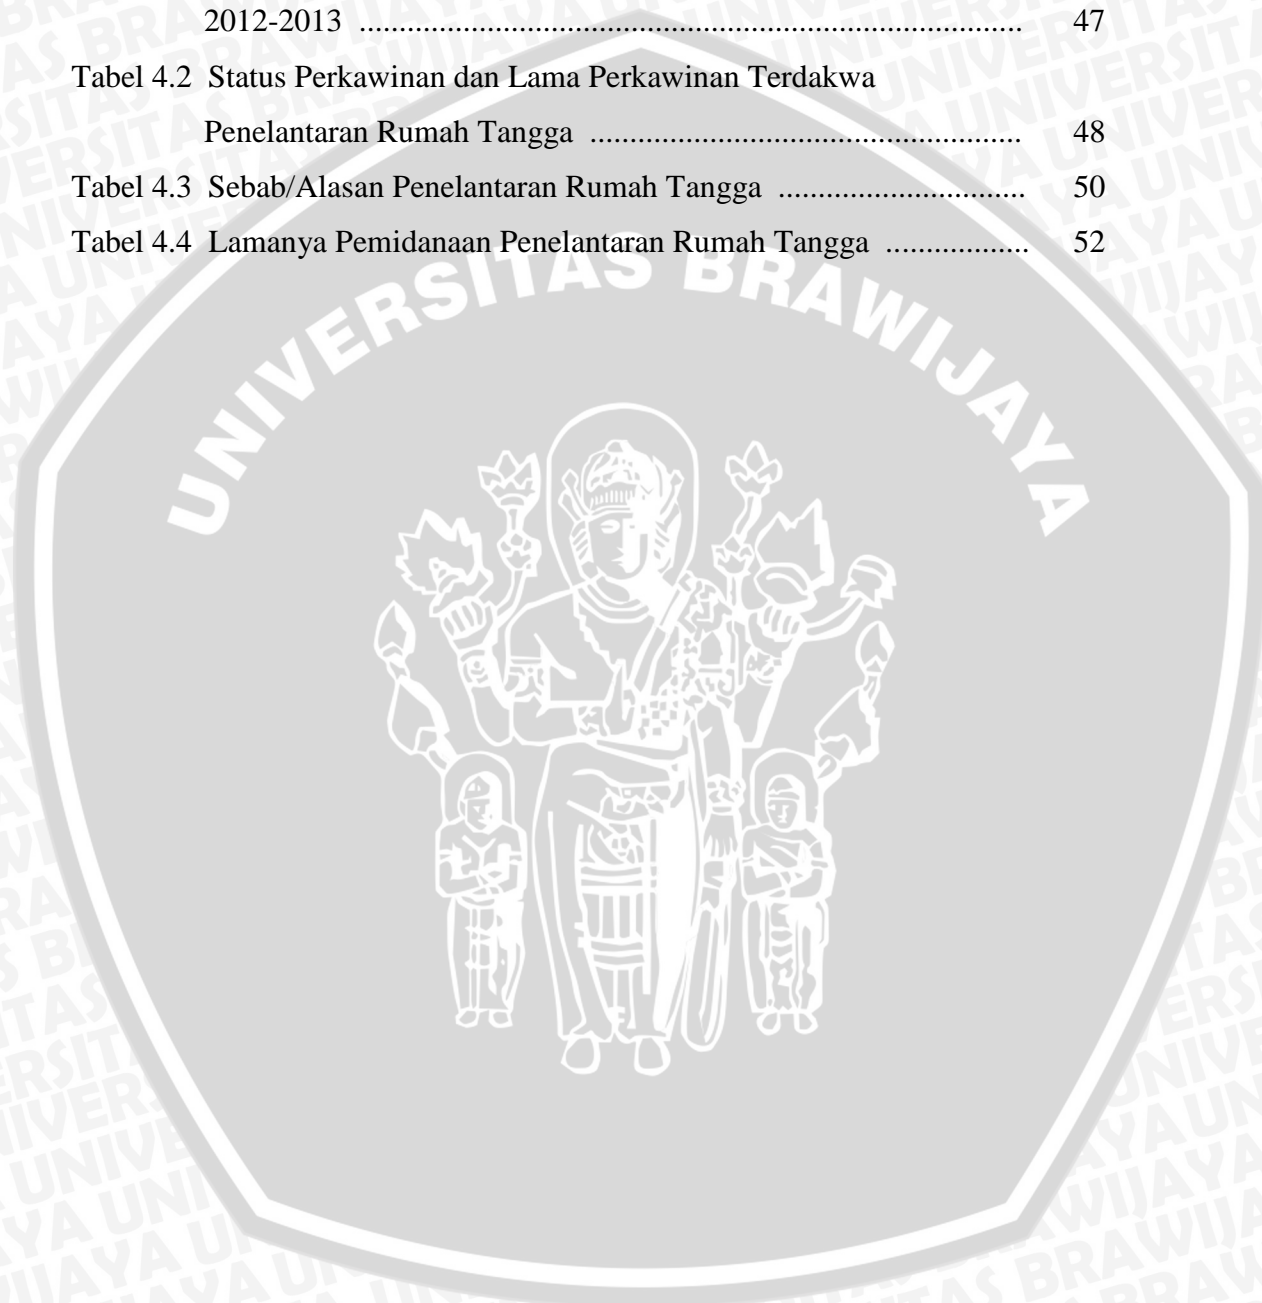 2012-2013 ................................................................................... 47
Tabel 4.2 Status Perkawinan dan Lama Perkawinan Terdakwa
Penelantaran Rumah Tangga ...................................................... 48
Tabel 4.3 Sebab/Alasan Penelantaran Rumah Tangga ............................... 50
Tabel 4.4 Lamanya Pemidanaan Penelantaran Rumah Tangga .................. 52
UNIVERSITAS BRAWIJAYA